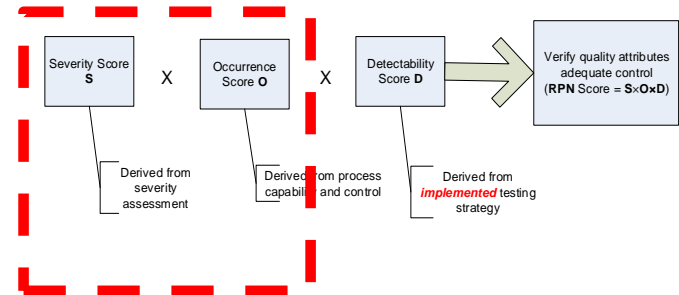 Severity Score
S
X
Occurrence
Score O
X
Detectability
Score D
Verify quality attributes
adequate control
(RPN Score = S×O×D)
Derived from
severity
assessment
Derived from process
capability and control
Derived from
implemented testing
strategy